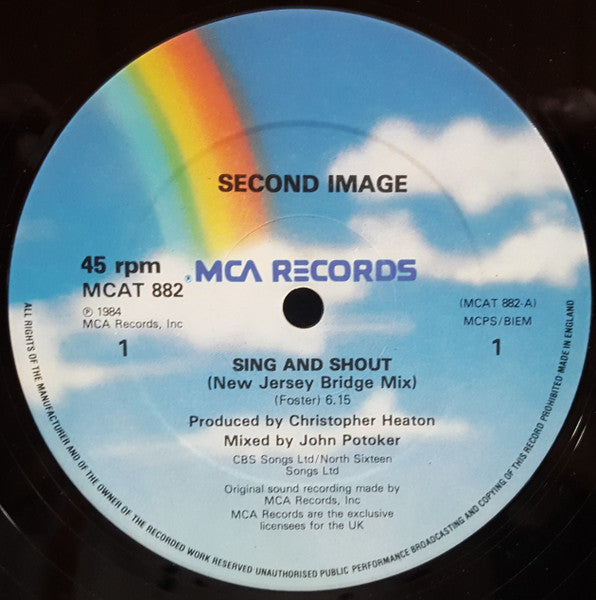 SECOND IMAGE
45 rpm
MCA RECORDS
MCAT 882
℗ 1984
MCA Records, Inc
1
(MCAT 882-A)
MCPS/BIEM
1
SING AND SHOUT
(New Jersey Bridge Mix)
(Foster) 6.15
Produced by Christopher Heaton
Mixed by John Potoker
CBS Songs Ltd/North Sixteen
Songs Ltd
Original sound recording made by
MCA Records, Inc
MCA Records are the exclusive
licensees for the UK
ALL RIGHTS OF THE MANUFACTURER AND OF THE OWNER OF THE RECORDED WORK RESERVED UNAUTHORISED PUBLIC PERFORMANCE BROADCASTING AND COPYING OF THIS RECORD PROHIBITED MADE IN ENGLAND